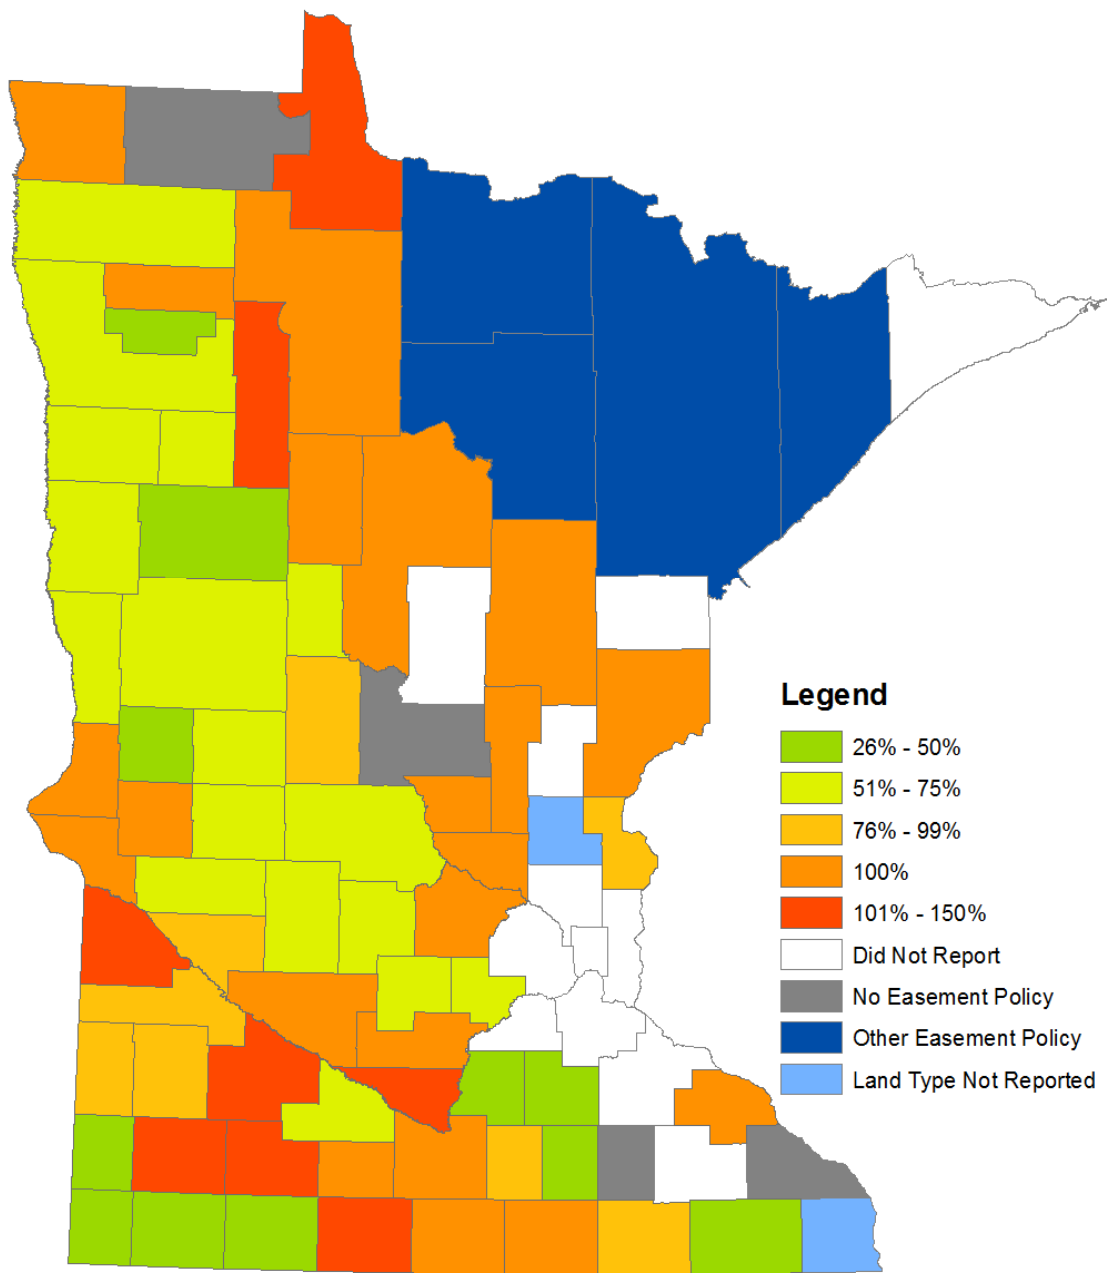 Legend
26% - 50%
51% - 75%
76% - 99%
100%
101% - 150%
Did Not Report
No Easement Policy
Other Easement Policy
Land Type Not Reported